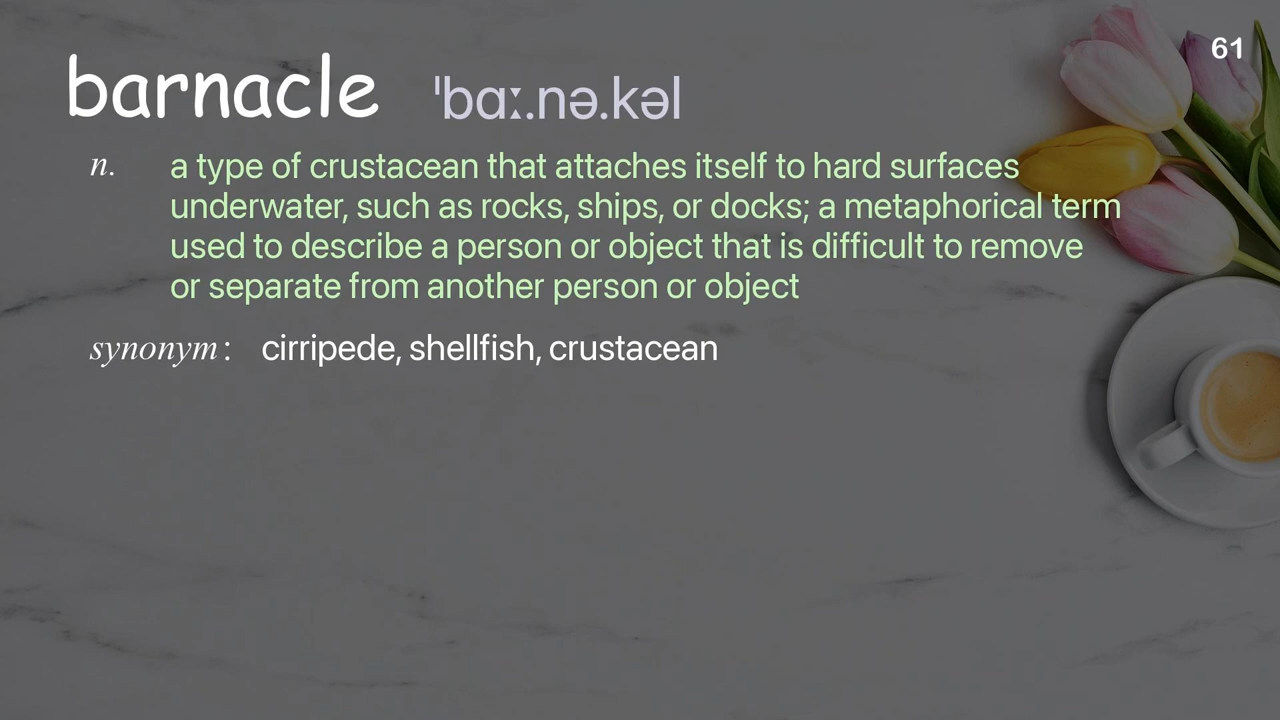 61
barnacle ˈbɑː.nə.kəl
n. a type of crustacean that attaches itself to hard surfaces
underwater, such as rocks, ships, or docks; a metaphorical term
used to describe a person or object that is difficult to remove
or separate from another person or object
synonym : cirripede, shellfish, crustacean